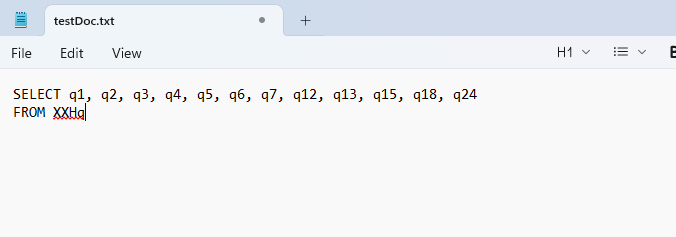 testDoc.txt
File Edit View H1
SELECT q1, q2, q3, q4, q5, q6, q7, q12, q13, q15, q18, q24
FROM XXHq